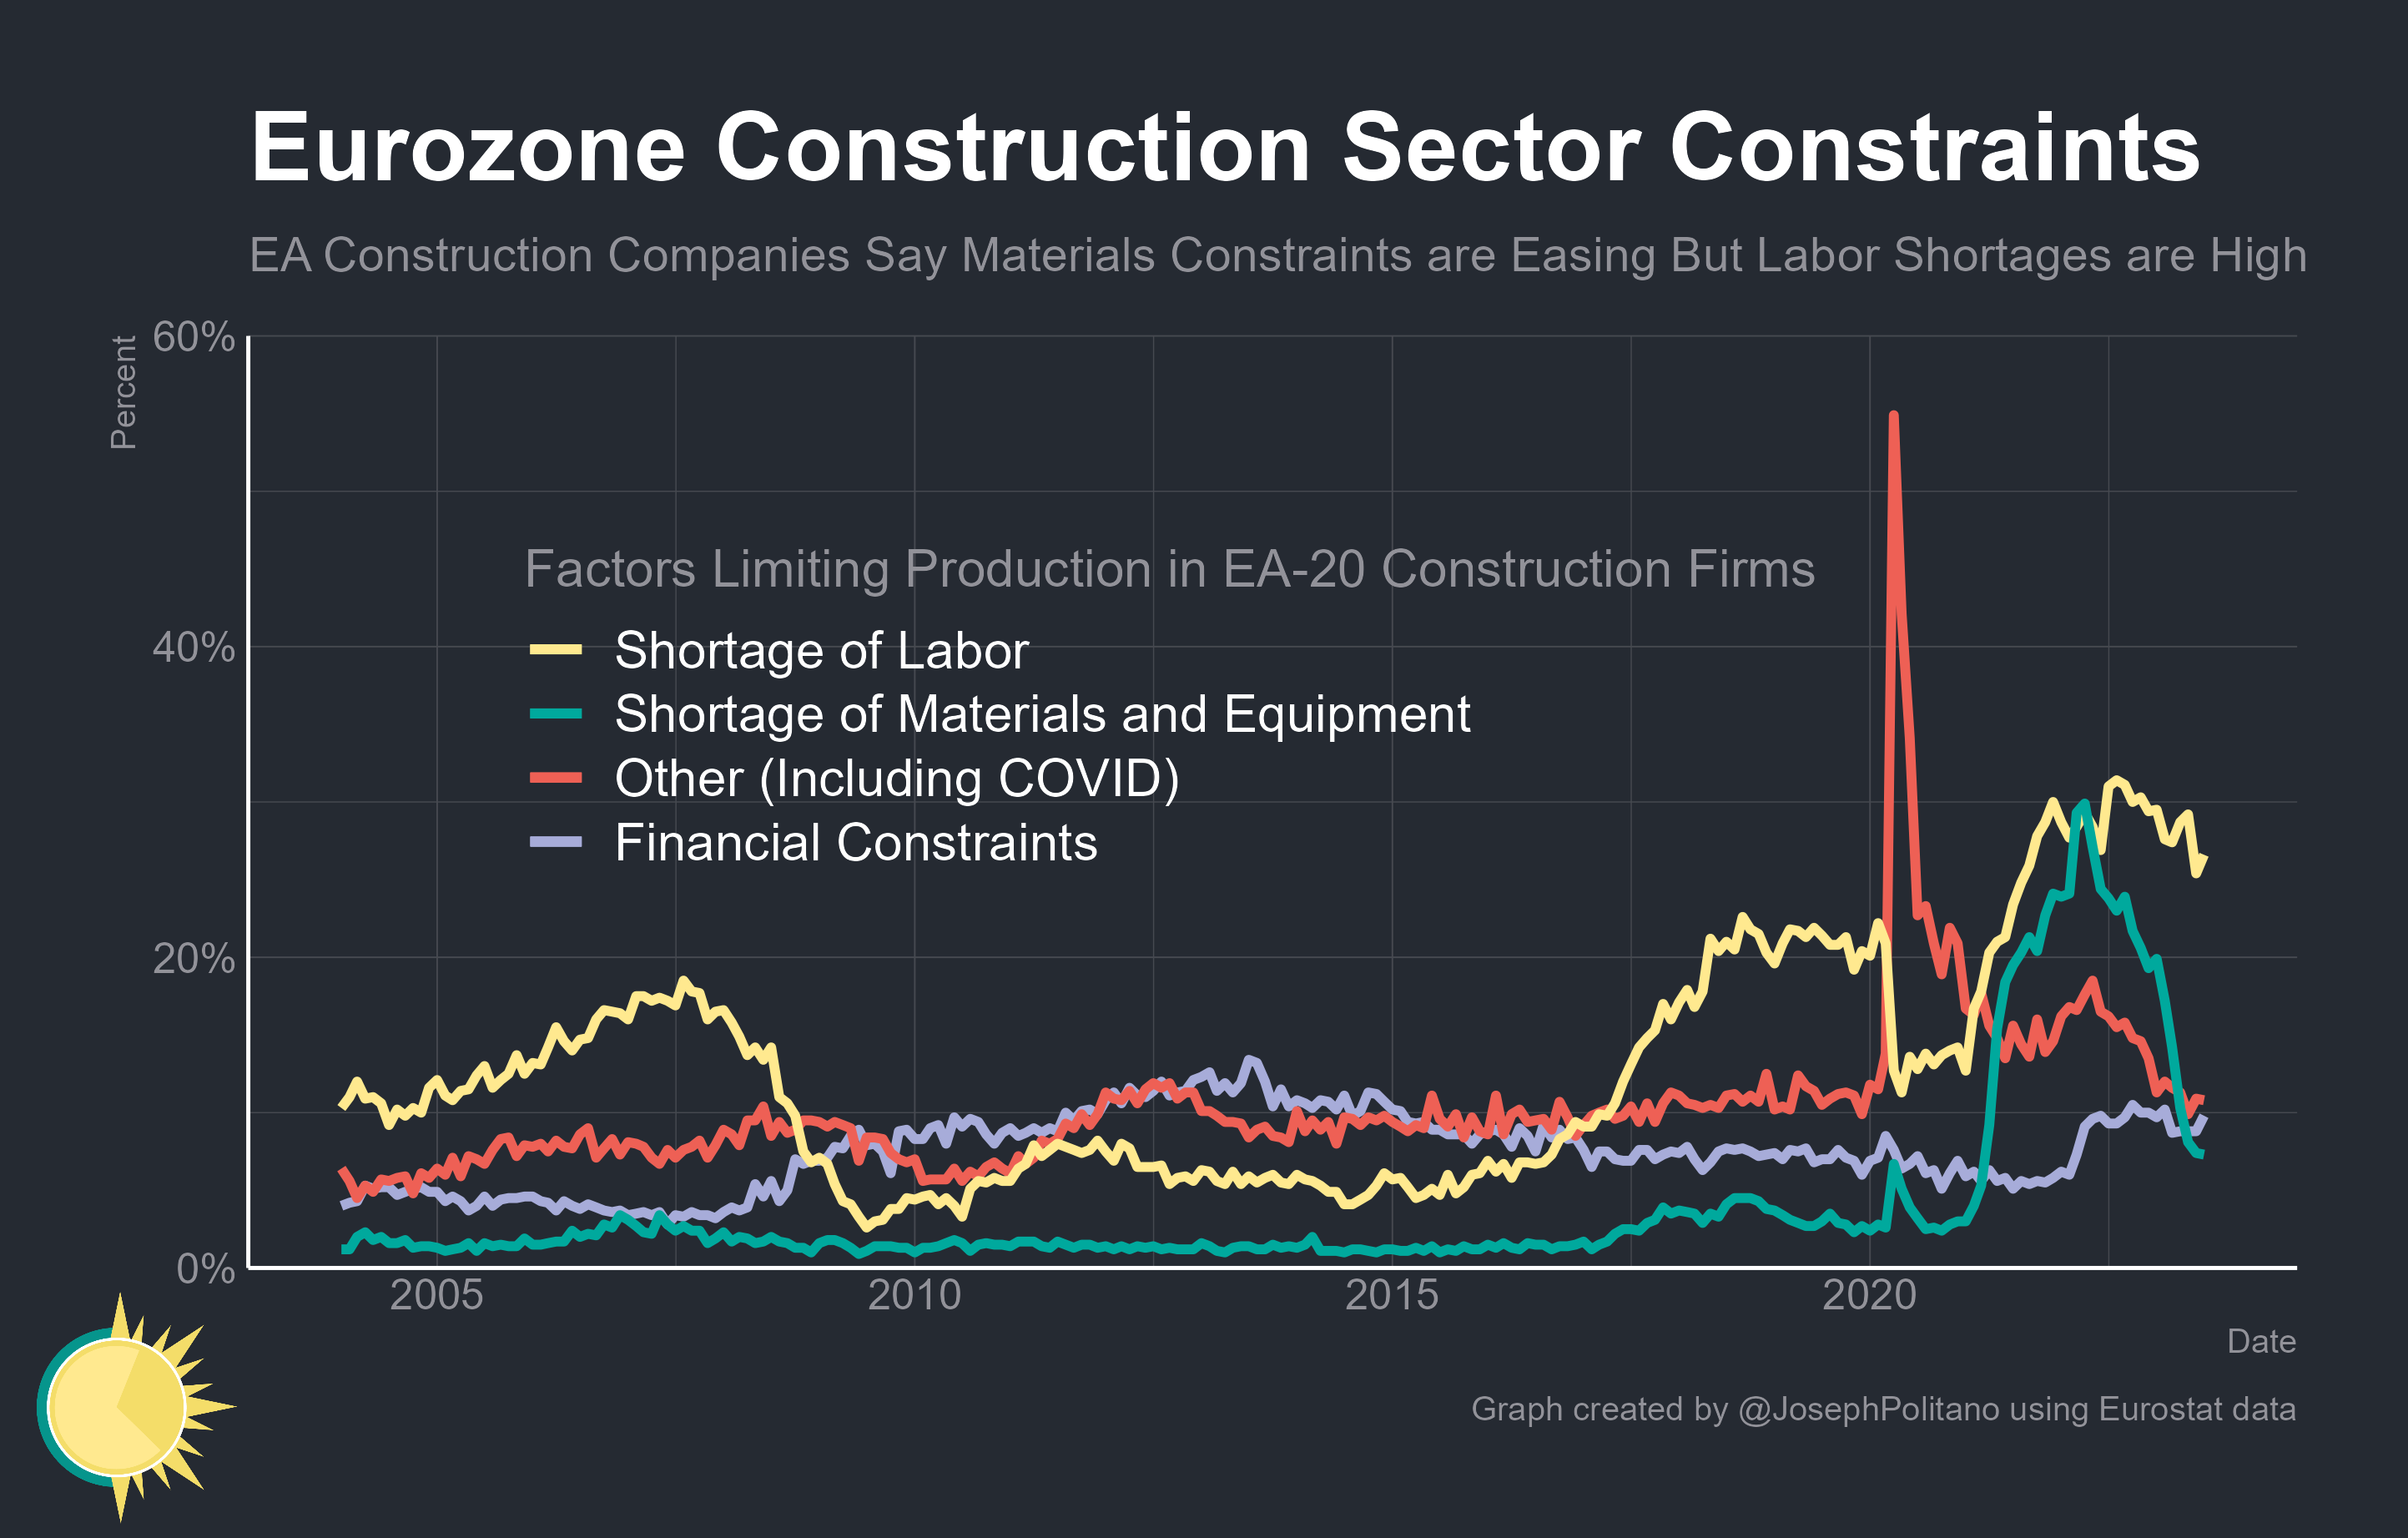 Eurozone Construction Sector Constraints
EA Construction Companies Say Materials Constraints are Easing But Labor Shortages are High
Percent
60%
40%
20%
0%
Factors Limiting Production in EA-20 Construction Firms
Shortage of Labor
Shortage of Materials and Equipment
Other (Including COVID)
Financial Constraints
2005 2010 2015 2020
Date
Graph created by @JosephPolitano using Eurostat data